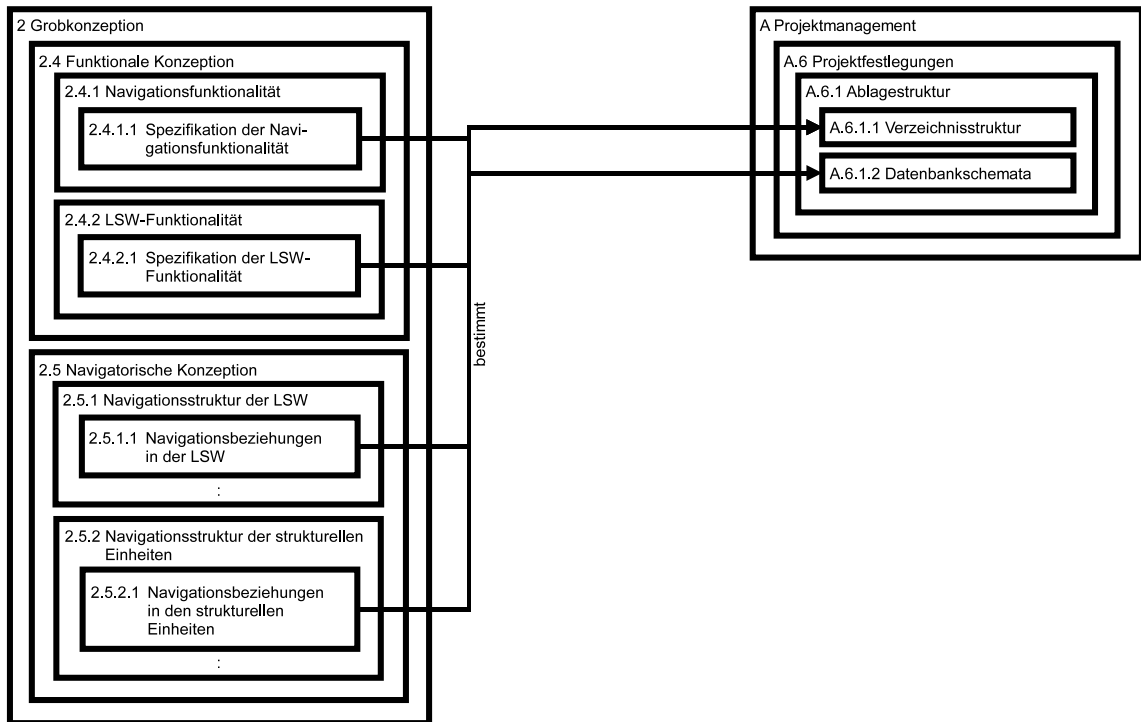 2 Grobkonzeption
2.4 Funktionale Konzeption
2.4.1 Navigationsfunktionalität
2.4.1.1 Spezifikation der Navi-
gationsfunktionalität
2.4.2 LSW-Funktionalität
2.4.2.1 Spezifikation der LSW-
Funktionalität
2.5 Navigatorische Konzeption
2.5.1 Navigationsstruktur der LSW
2.5.1.1 Navigationsbeziehungen
in der LSW
:
2.5.2 Navigationsstruktur der strukturellen
Einheiten
2.5.2.1 Navigationsbeziehungen
in den strukturellen
Einheiten
:
bestimmt
A Projektmanagement
A.6 Projektfestlegungen
A.6.1 Ablagestruktur
A.6.1.1 Verzeichnisstruktur
A.6.1.2 Datenbankschemata